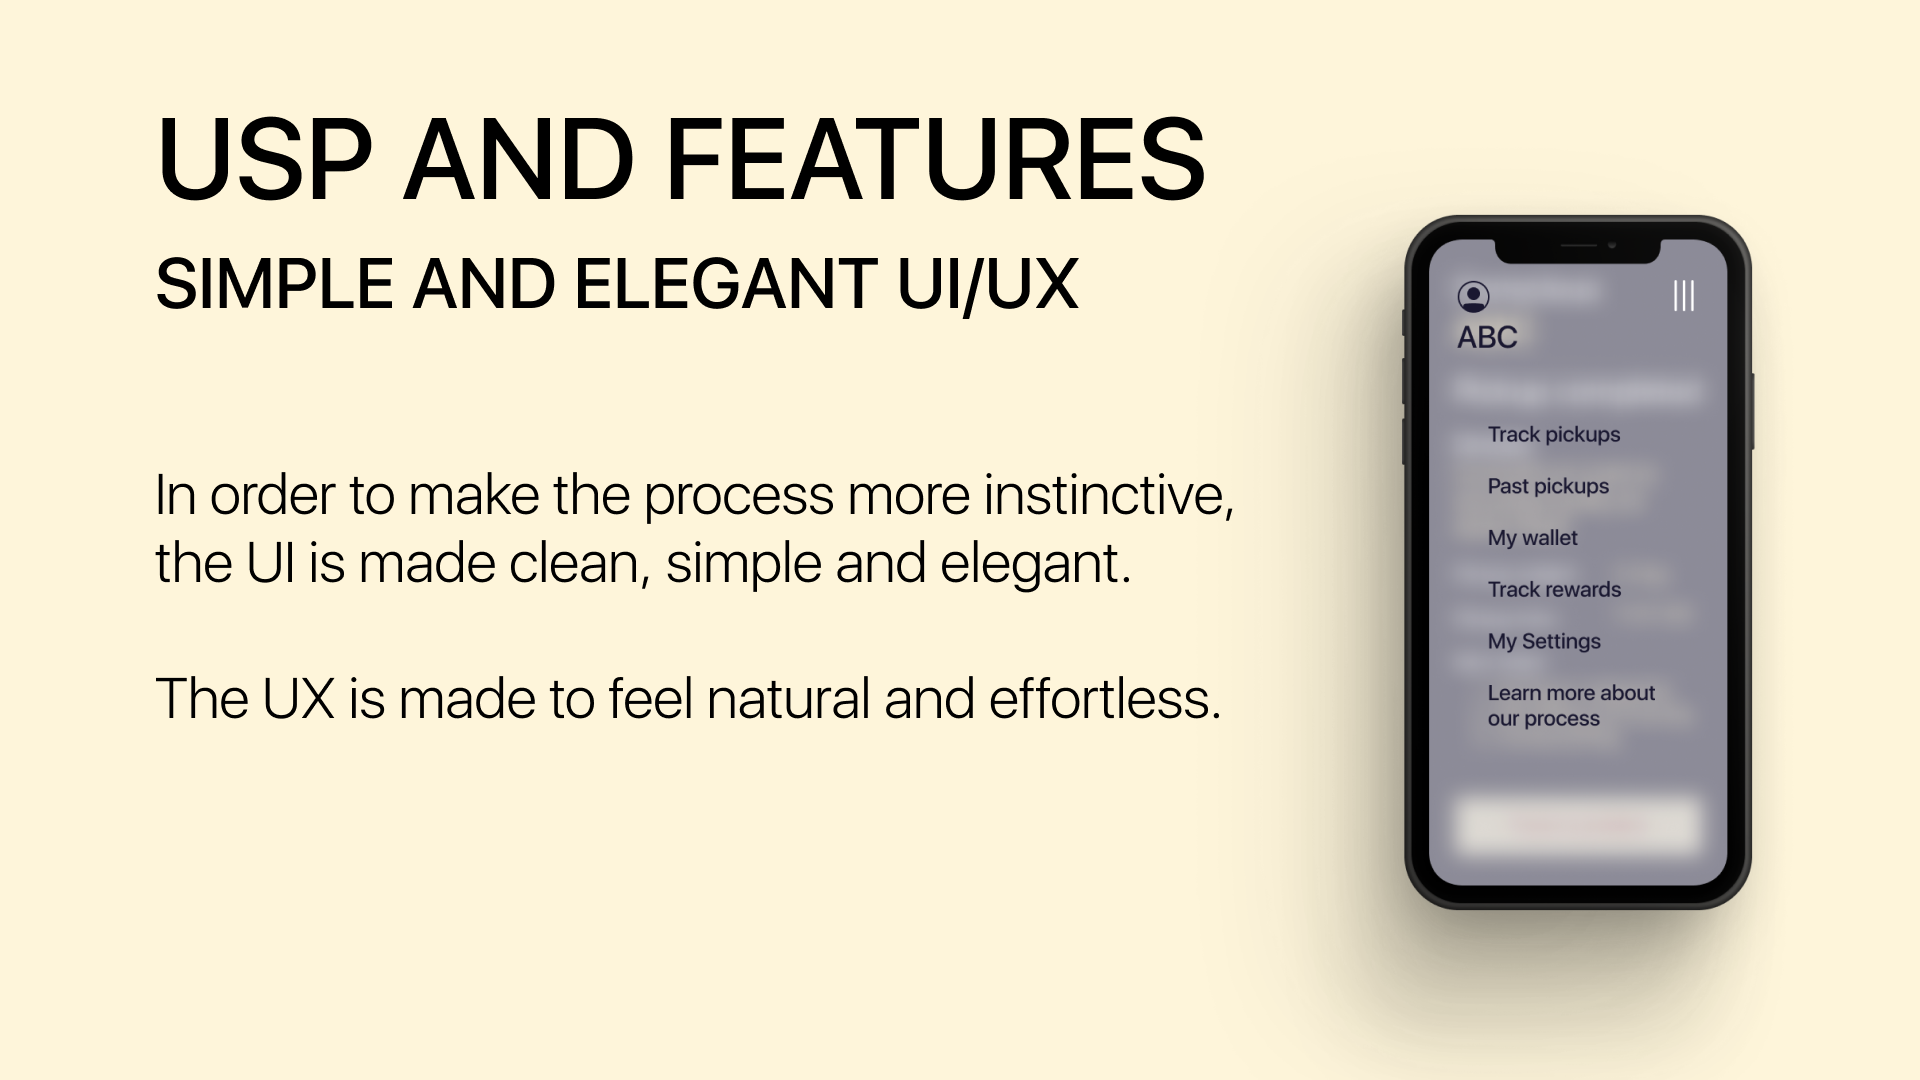 USP AND FEATURES
SIMPLE AND ELEGANT UI/UX
In order to make the process more instinctive,
the UI is made clean, simple and elegant.
The UX is made to feel natural and effortless.
ABC
Track pickups
Past pickups
My wallet
Track rewards
My Settings
Learn more about
our process